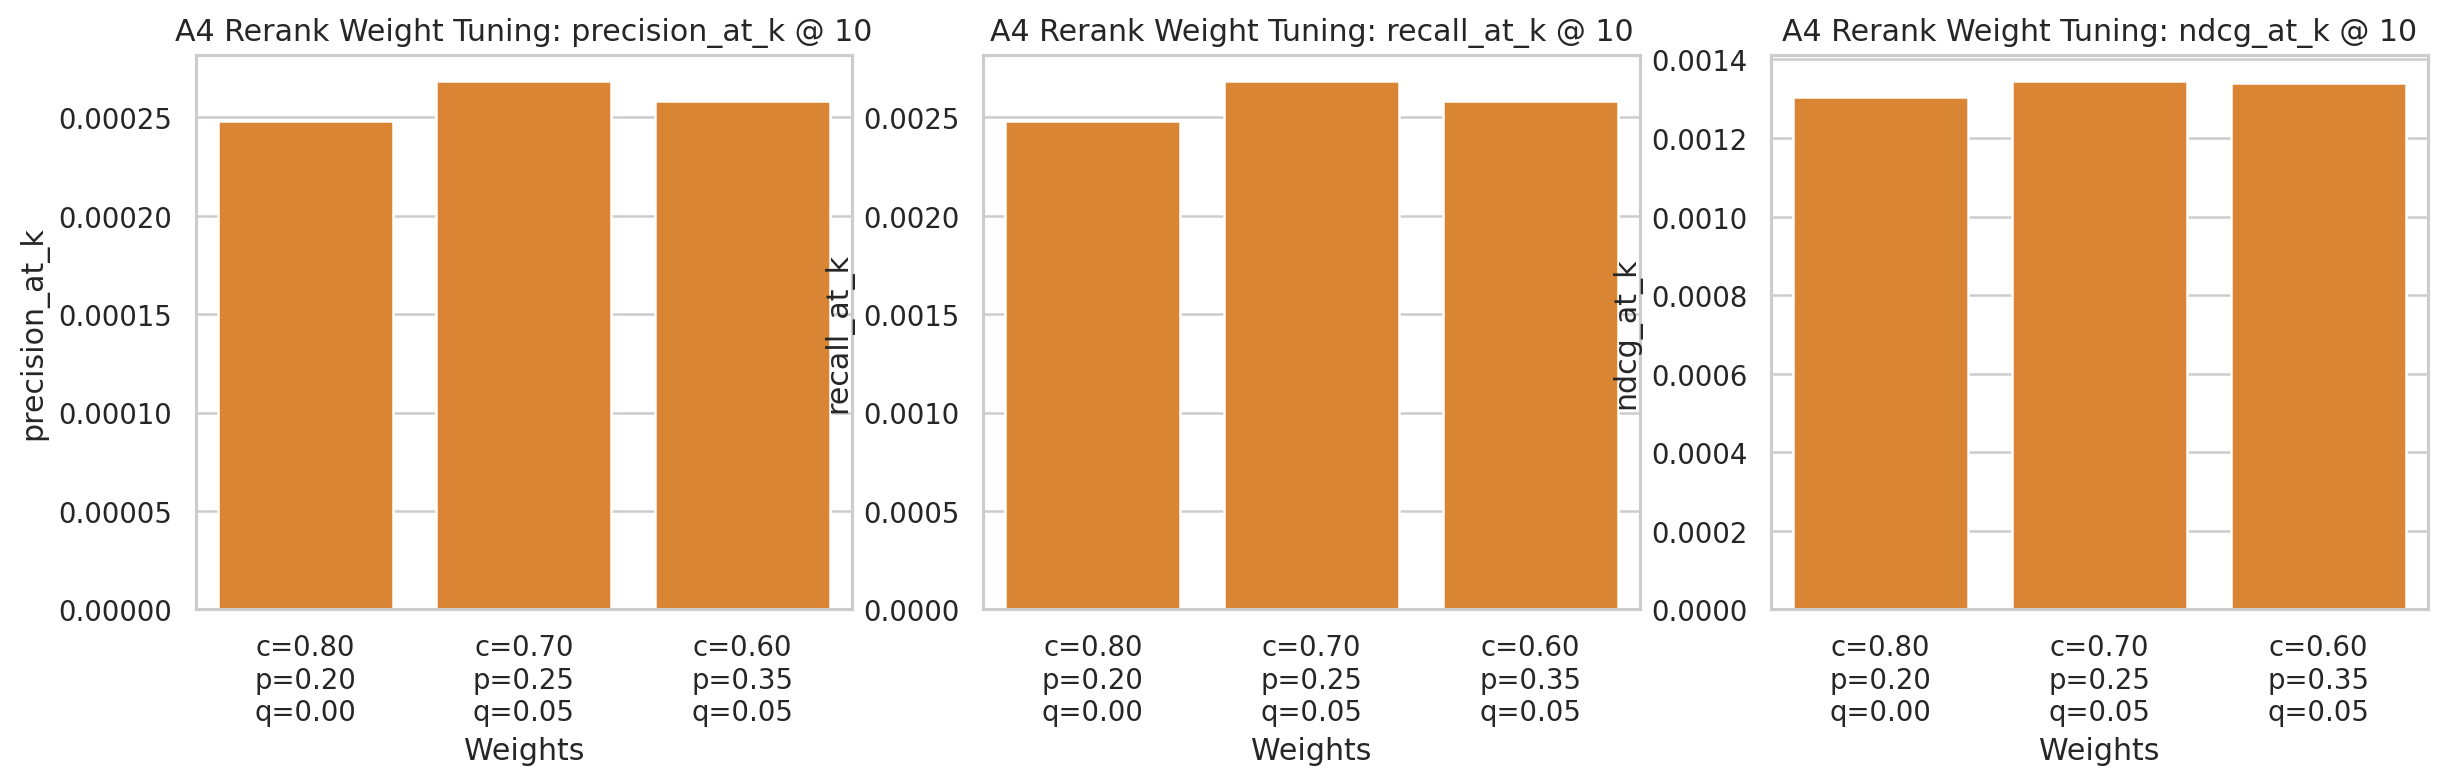 A4 Rerank Weight Tuning: precision_at_k @ 10
precision_at_k
0.00025
0.00020
0.00015
0.00010
0.00005
0.00000
c=0.80
p=0.20
q=0.00
c=0.70
p=0.25
q=0.05
c=0.60
p=0.35
q=0.05
Weights
A4 Rerank Weight Tuning: recall_at_k @ 10
recall_at_k
0.0025
0.0020
0.0015
0.0010
0.0005
0.0000
c=0.80
p=0.20
q=0.00
c=0.70
p=0.25
q=0.05
c=0.60
p=0.35
q=0.05
Weights
A4 Rerank Weight Tuning: ndcg_at_k @ 10
ndcg_at_k
0.0014
0.0012
0.0010
0.0008
0.0006
0.0004
0.0002
0.0000
c=0.80
p=0.20
q=0.00
c=0.70
p=0.25
q=0.05
c=0.60
p=0.35
q=0.05
Weights